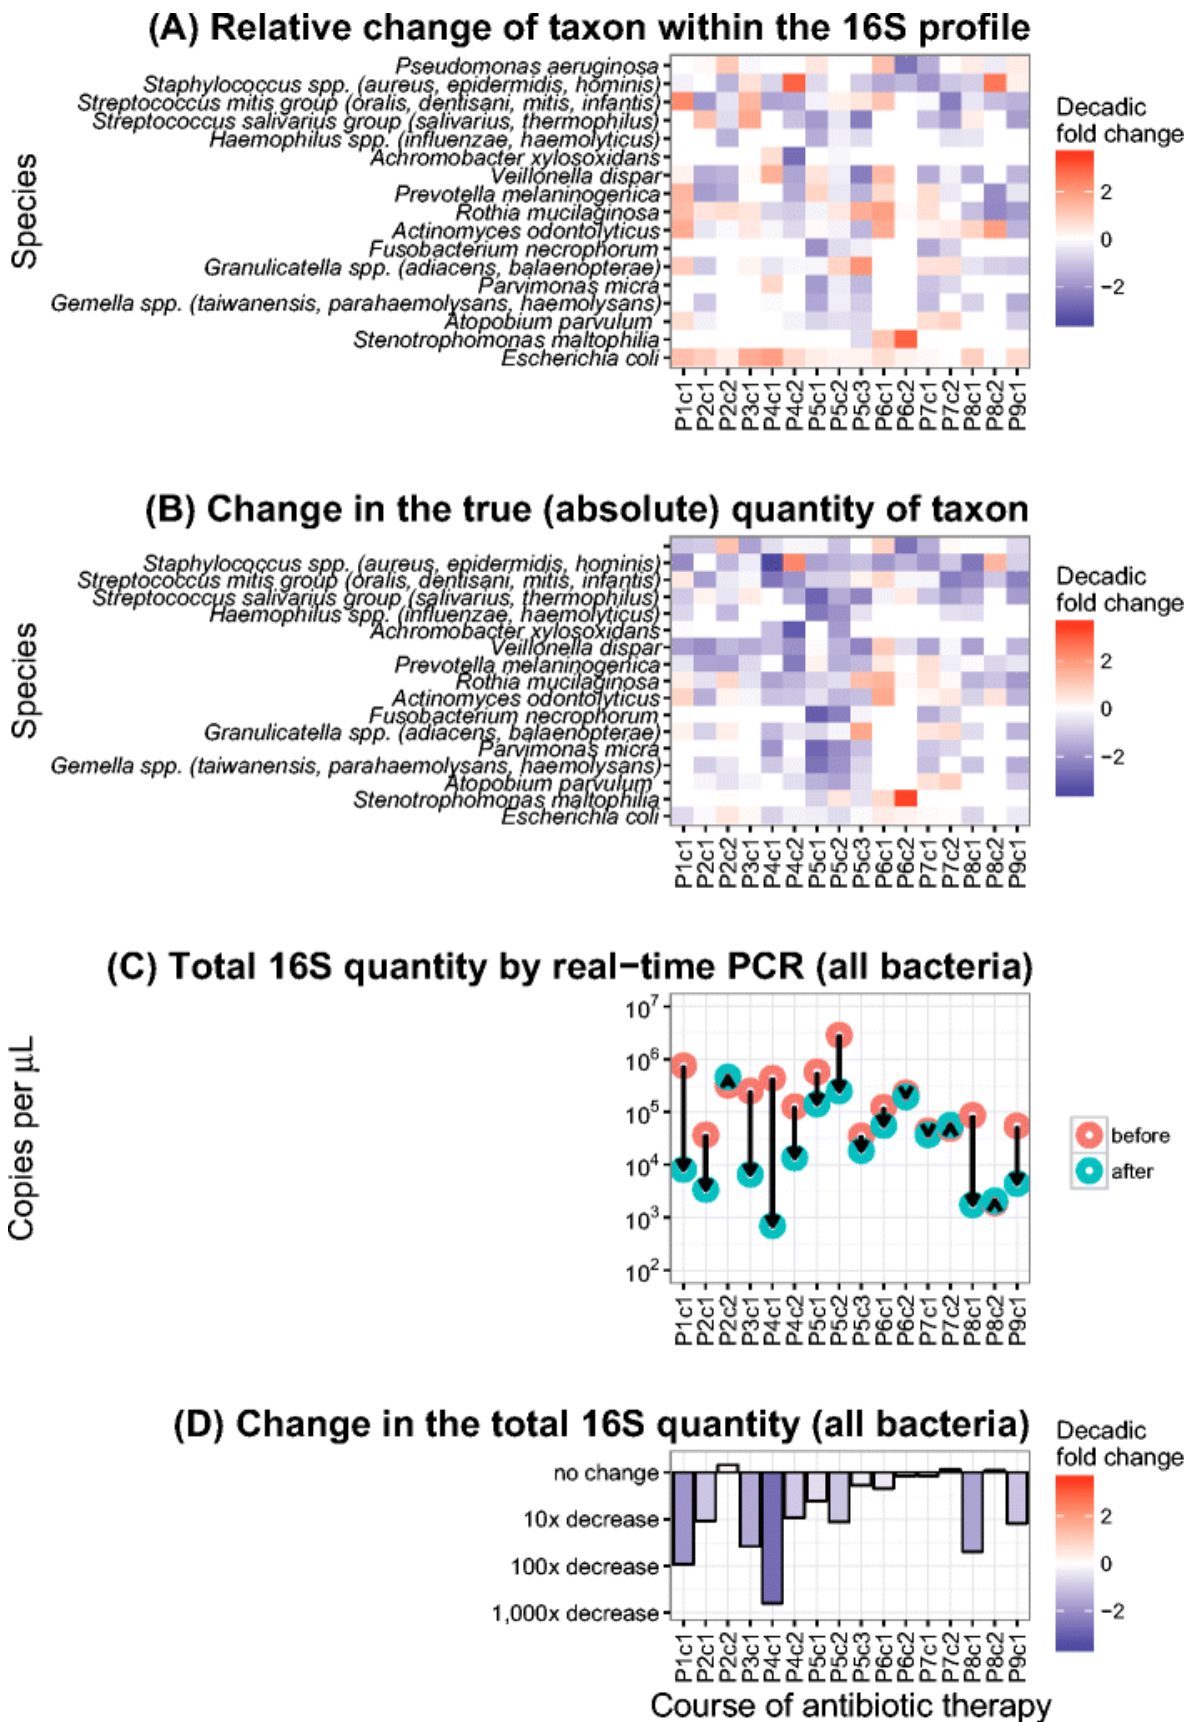 (A) Relative change of taxon within the 16S profile
Species
Pseudomonas aeruginosa
Staphylococcus spp. (aureus, epidermidis, hominis)
Streptococcus mitis group (oralis, dentisani, mitis, infantis)
Streptococcus salivarius group (salivarius, thermophilus)
Haemophilus spp. (influenzae, haemolyticus)
Achromobacter xylosoxidans
Veillonella dispar
Prevotella melaninogenica
Rothia mucilaginosa
Actinomyces odontolyticus
Fusobacterium necrophorum
Granulicatella spp. (adiacens, balaenopterae)
Parvimonas micra
Gemella spp. (taiwanensis, parahaemolysans, haemolysans)
Atopobium parvulum
Stenotrophomonas maltophilia
Escherichia coli
P1c1 P2c1 P2c2 P3c1 P4c1 P4c2 P5c1 P5c2 P5c3 P6c1 P6c2 P7c1 P7c2 P8c1 P8c2 P9c1
Decadic
fold change
2
0
−2
(B) Change in the true (absolute) quantity of taxon
Species
Staphylococcus spp. (aureus, epidermidis, hominis)
Streptococcus mitis group (oralis, dentisani, mitis, infantis)
Streptococcus salivarius group (salivarius, thermophilus)
Haemophilus spp. (influenzae, haemolyticus)
Achromobacter xylosoxidans
Veillonella dispar
Prevotella melaninogenica
Rothia mucilaginosa
Actinomyces odontolyticus
Fusobacterium necrophorum
Granulicatella spp. (adiacens, balaenopterae)
Parvimonas micra
Gemella spp. (taiwanensis, parahaemolysans, haemolysans)
Atopobium parvulum
Stenotrophomonas maltophilia
Escherichia coli
P1c1 P2c1 P2c2 P3c1 P4c1 P4c2 P5c1 P5c2 P5c3 P6c1 P6c2 P7c1 P7c2 P8c1 P8c2 P9c1
Decadic
fold change
2
0
−2
(C) Total 16S quantity by real−time PCR (all bacteria)
Copies per μL
10⁷
10⁶
10⁵
10⁴
10³
10²
P1c1 P2c1 P2c2 P3c1 P4c1 P4c2 P5c1 P5c2 P5c3 P6c1 P6c2 P7c1 P7c2 P8c1 P8c2 P9c1
before
after
(D) Change in the total 16S quantity (all bacteria)
no change
10x decrease
100x decrease
1,000x decrease
P1c1 P2c1 P2c2 P3c1 P4c1 P4c2 P5c1 P5c2 P5c3 P6c1 P6c2 P7c1 P7c2 P8c1 P8c2 P9c1
Course of antibiotic therapy
Decadic
fold change
2
0
−2